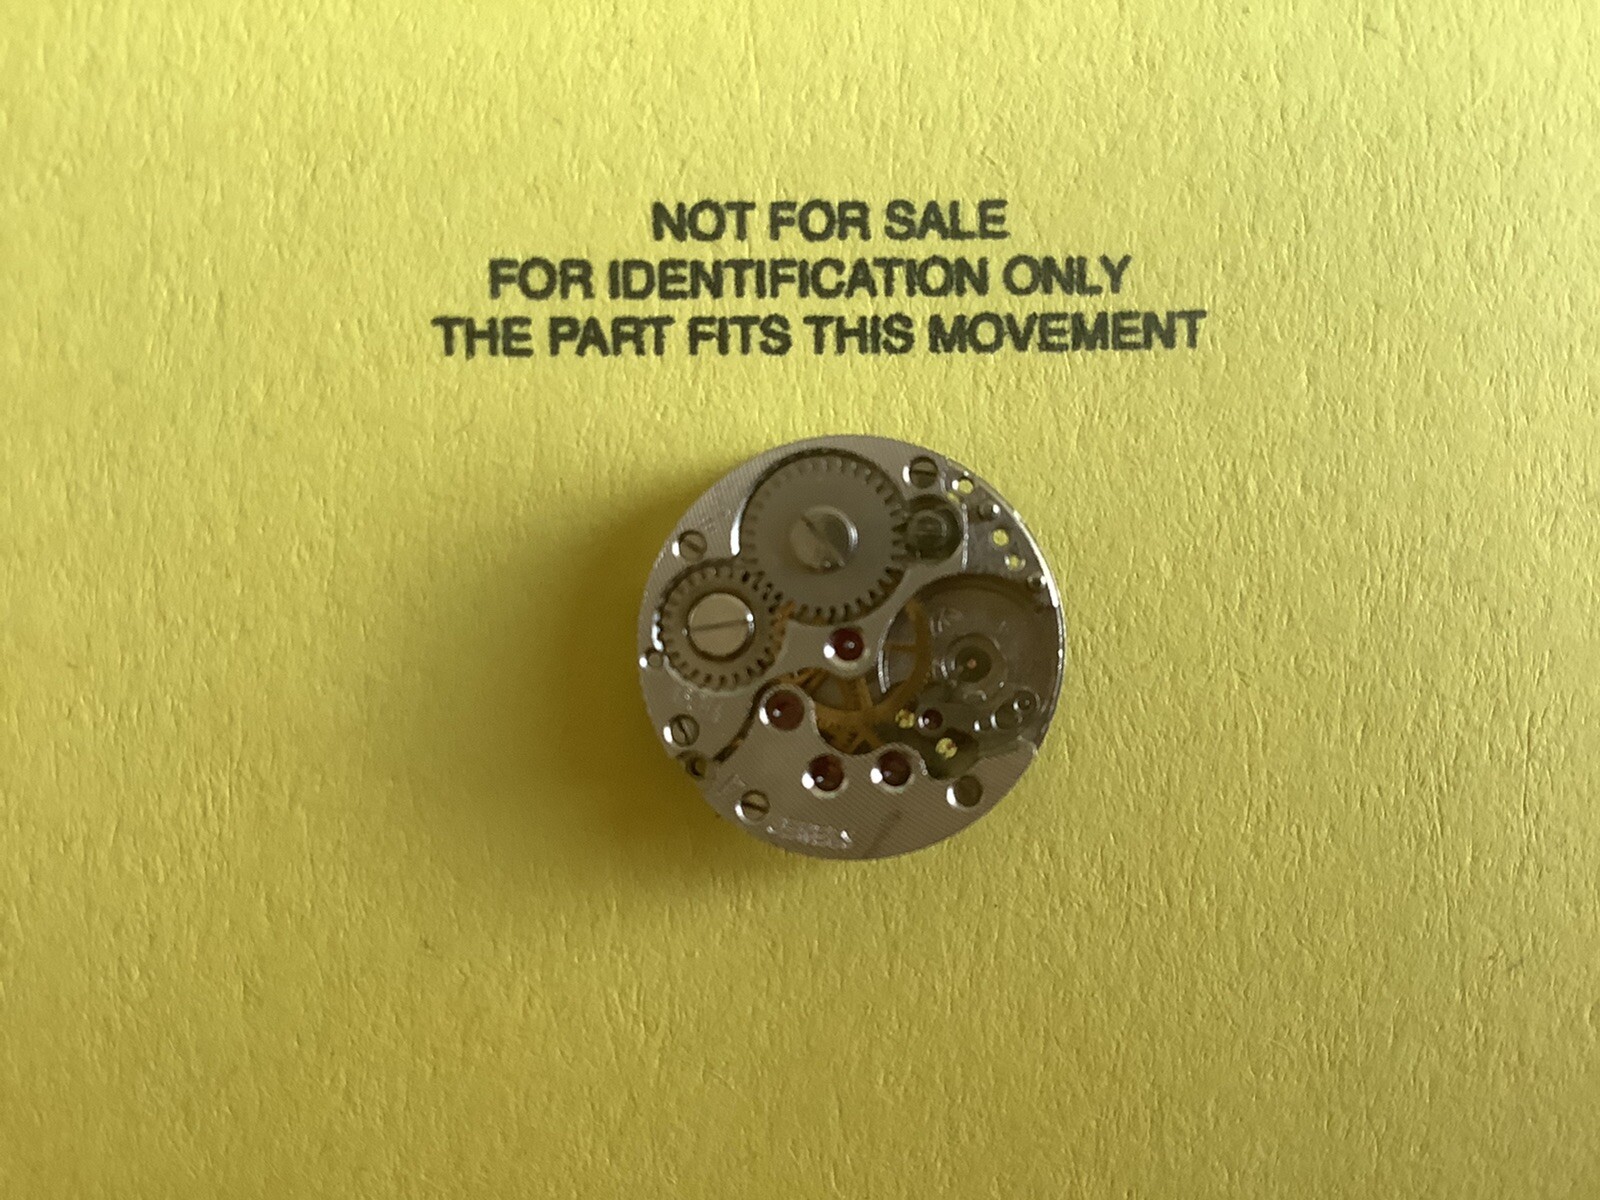 NOT FOR SALE
FOR IDENTIFICATION ONLY
THE PART FITS THIS MOVEMENT